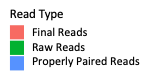 Read Type
Final Reads
Raw Reads
Properly Paired Reads